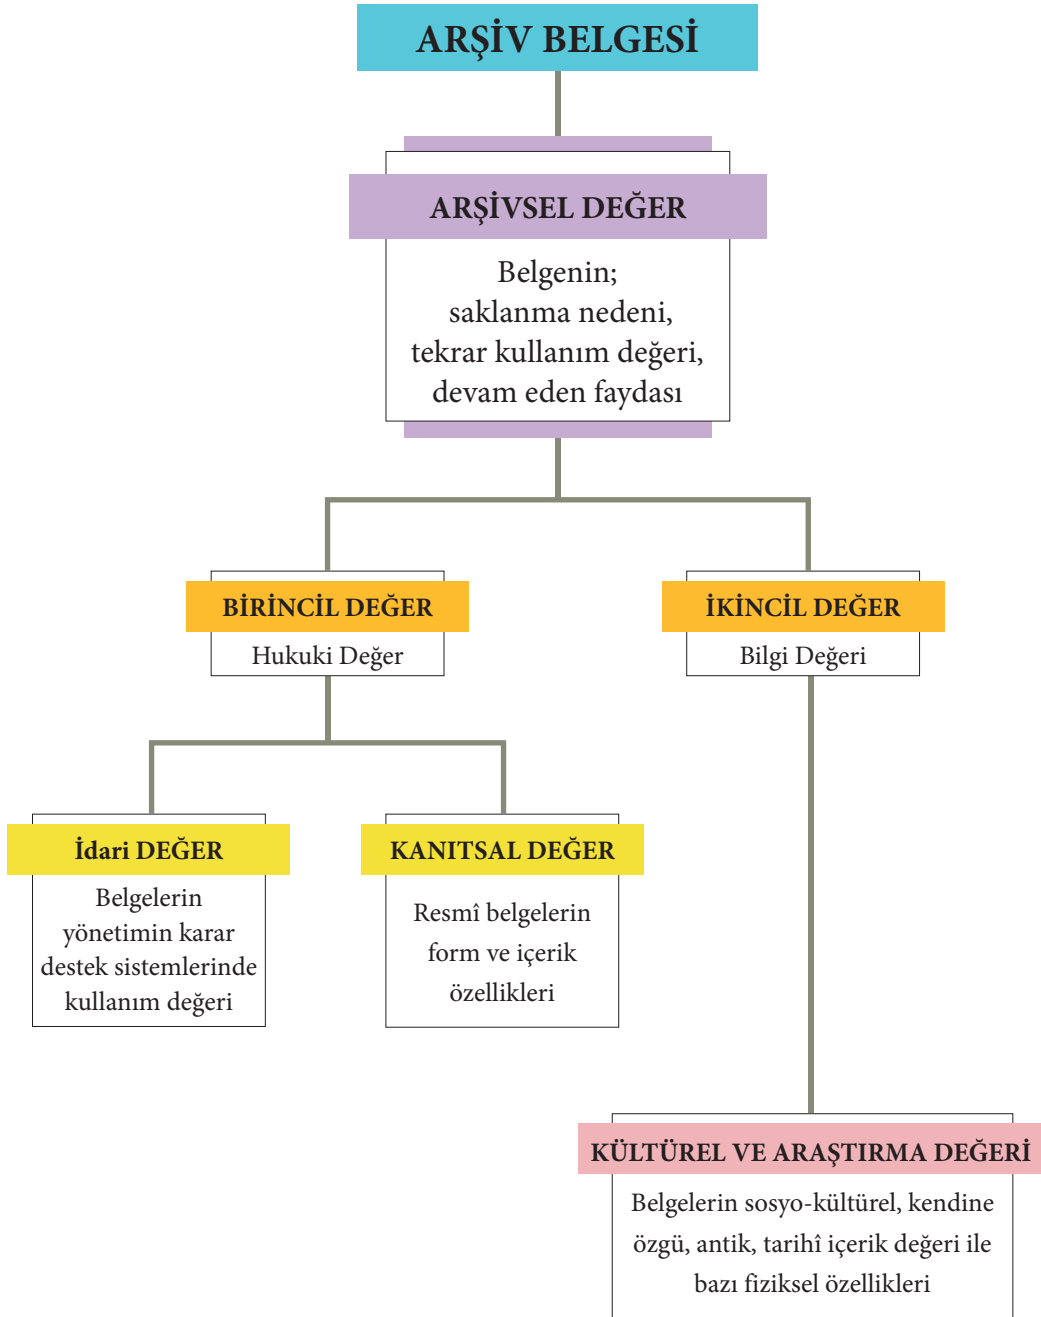 ARŞİV BELGESİ
ARŞİVSEL DEĞER
Belgenin;
saklanma nedeni,
tekrar kullanım değeri,
devam eden faydası
BİRİNCİL DEĞER
Hukuki Değer
İKİNCİL DEĞER
Bilgi Değeri
İdari DEĞER
Belgelerin
yönetimin karar
destek sistemlerinde
kullanım değeri
KANITSAL DEĞER
Resmî belgelerin
form ve içerik
özellikleri
KÜLTÜREL VE ARAŞTIRMA DEĞERİ
Belgelerin sosyo-kültürel, kendine
özgü, antik, tarihî içerik değeri ile
bazı fiziksel özellikleri